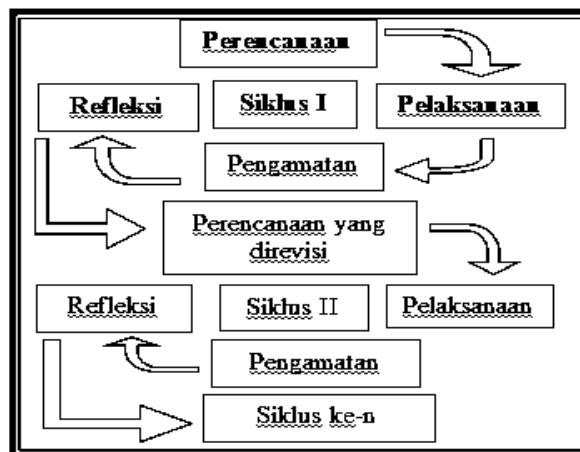 Perencanaan
Refleksi
Siklus I
Pelaksanaan
Pengamatan
Perencanaan yang
direvisi
Refleksi
Siklus II
Pelaksanaan
Pengamatan
Siklus ke-n